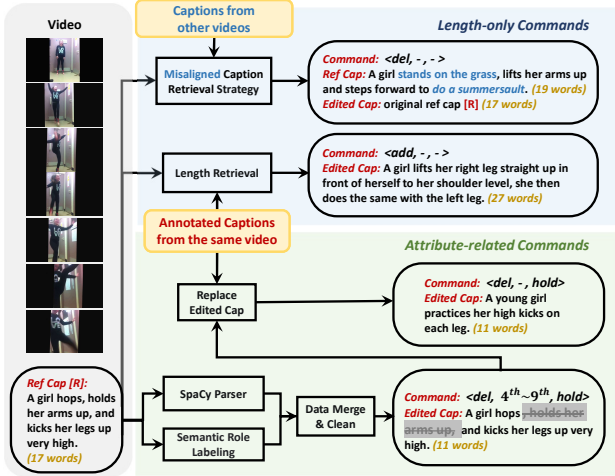 Video
Captions from
other videos
Length-only Commands
Misaligned Caption
Retrieval Strategy
Command: <del, - , - >
Ref Cap: A girl stands on the grass, lifts her arms up
and steps forward to do a summersault. (19 words)
Edited Cap: original ref cap [R] (17 words)
Length Retrieval
Command: <add, - , - >
Edited Cap: A girl lifts her right leg straight up in
front of herself to her shoulder level, she then
does the same with the left leg.
(27 words)
Annotated Captions
from the same video
Attribute-related Commands
Replace
Edited Cap
Command: <del, - , hold>
Edited Cap: A young girl
practices her high kicks on
each leg. (11 words)
Ref Cap [R]:
A girl hops, holds
her arms up, and
kicks her legs up
very high.
(17 words)
SpaCy Parser
Semantic Role
Labeling
Data Merge
& Clean
Command: <del, 4th~9th, hold>
Edited Cap: A girl hops , holds her
arms up, and kicks her legs up very
high. (11 words)